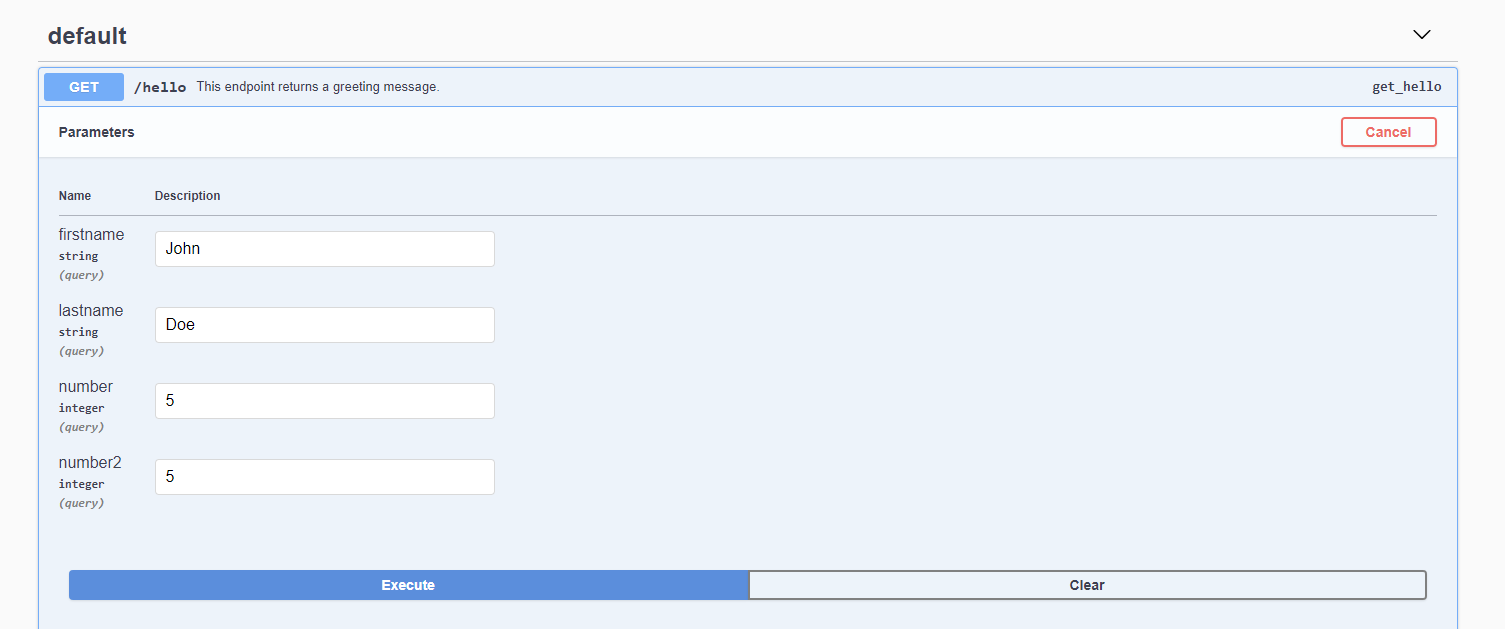 default
GET /hello This endpoint returns a greeting message. get_hello
Parameters Cancel
Name Description
firstname
string
(query)
John
lastname
string
(query)
Doe
number
integer
(query)
5
number2
integer
(query)
5
Execute Clear